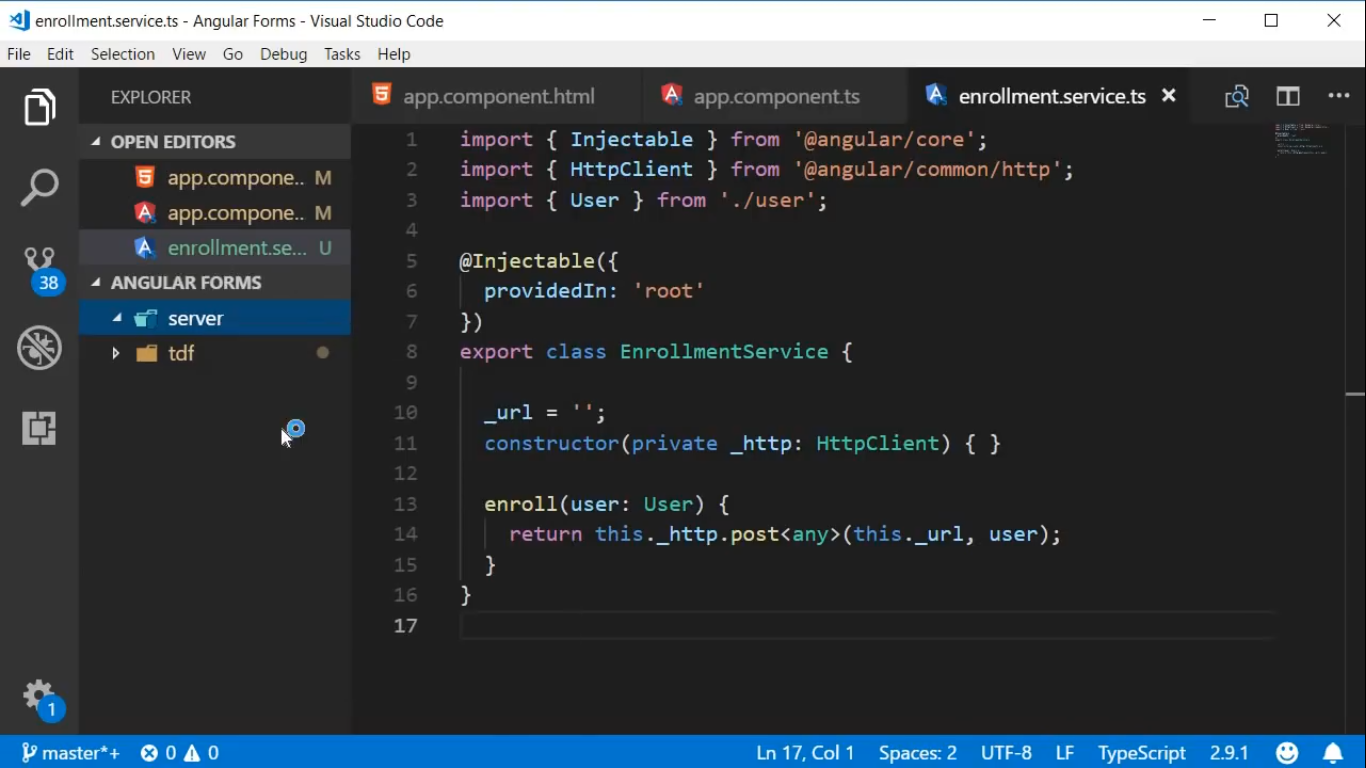 enrollment.service.ts - Angular Forms - Visual Studio Code
File Edit Selection View Go Debug Tasks Help
EXPLORER
OPEN EDITORS
app.compone.. M
app.compone.. M
enrollment.se... U
ANGULAR FORMS
server
tdf
38
1
app.component.html app.component.ts enrollment.service.ts
1 import { Injectable } from '@angular/core';
2 import { HttpClient } from '@angular/common/http';
3 import { User } from './user';
4
5 @Injectable({
6 providedIn: 'root'
7 })
8 export class EnrollmentService {
9
10 _url = '';
11 constructor(private _http: HttpClient) { }
12
13 enroll(user: User) {
14 return this._http.post<any>(this._url, user);
15 }
16 }
17
master*+ 0 0 Ln 17, Col 1 Spaces: 2 UTF-8 LF TypeScript 2.9.1